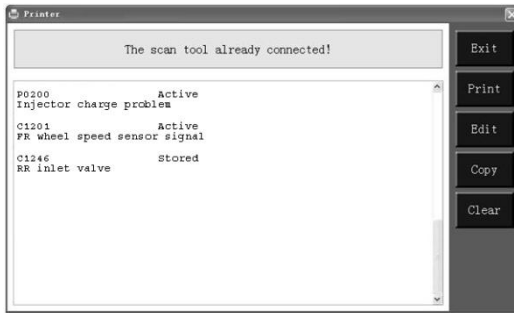 Printer
The scan tool already connected!
P0200 Active
Injector charge problem
C1201 Active
FR wheel speed sensor signal
C1246 Stored
RR inlet valve
Exit
Print
Edit
Copy
Clear